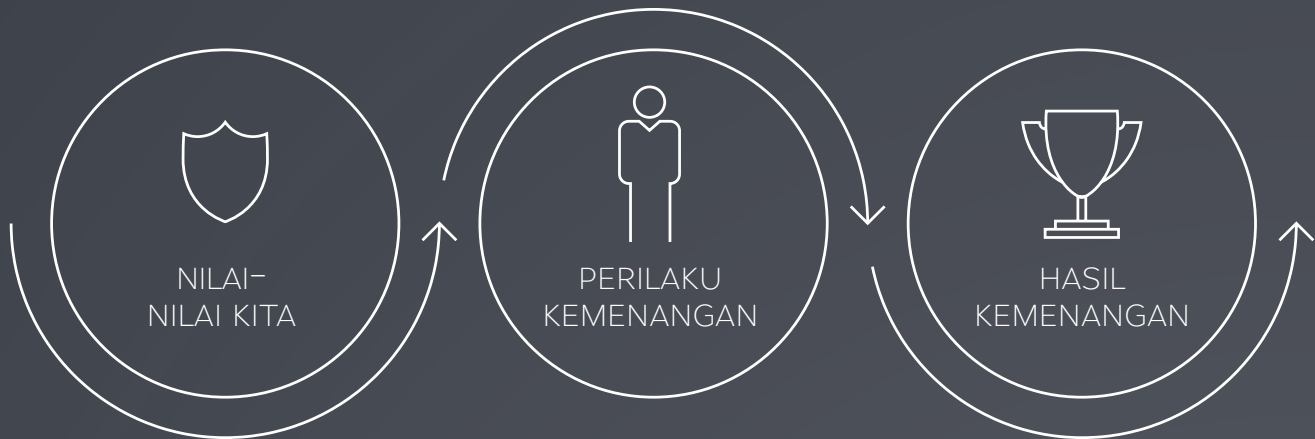 NILAI-
NILAI KITA
PERILAKU
KEMENANGAN
HASIL
KEMENANGAN